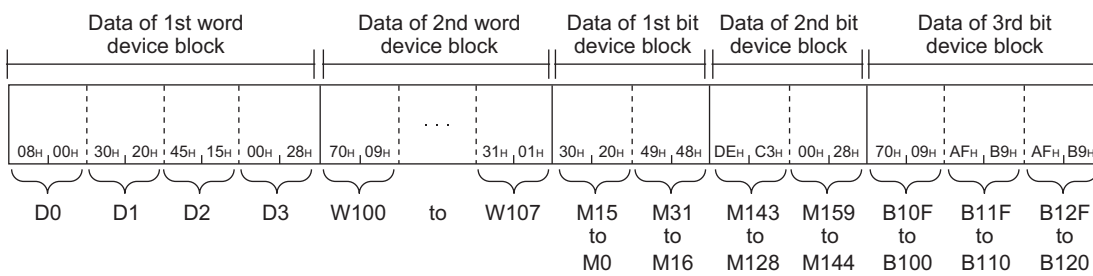 Data of 1st word device block
Data of 2nd word device block
Data of 1st bit device block
Data of 2nd bit device block
Data of 3rd bit device block
08H 00H 30H 20H 45H 15H 00H 28H 70H 09H ... 31H 01H 30H 20H 49H 48H DEH C3H 00H 28H 70H 09H AFH B9H AFH B9H
D0 D1 D2 D3 W100 to W107 M15 M31 M143 M159 B10F B11F B12F
to to to to to to to
M0 M16 M128 M144 B100 B110 B120